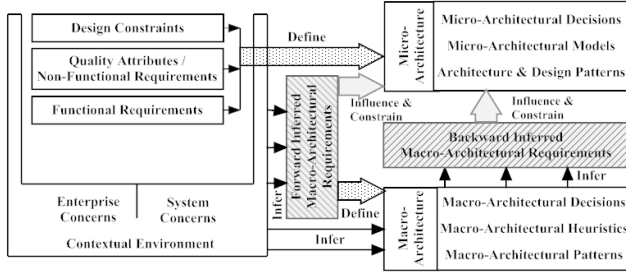 Design Constraints
Quality Attributes /
Non-Functional Requirements
Functional Requirements
Enterprise
Concerns
System
Concerns
Contextual Environment
Define
Infer
Forward Inferred
Macro-Architectural
Requirements
Influence &
Constrain
Define
Infer
Micro-
Architecture
Micro-Architectural Decisions
Micro-Architectural Models
Architecture & Design Patterns
Influence &
Constrain
Backward Inferred
Macro-Architectural Requirements
Infer
Macro-
Architecture
Macro-Architectural Decisions
Macro-Architectural Heuristics
Macro-Architectural Patterns